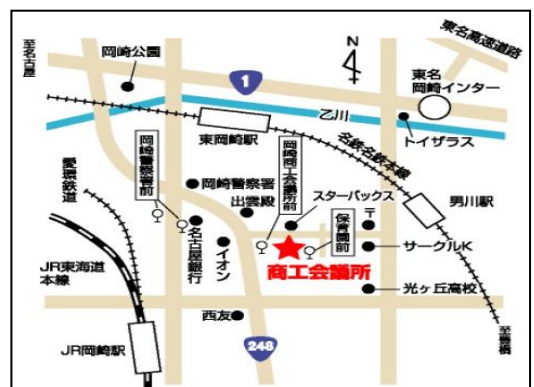 至名古屋
岡崎公園
1
N
東名高速道路
東名
岡崎インター
乙川
東岡崎駅
トイザラス
名鉄名鉄本線
愛環鉄道
岡崎警察署前
岡崎警察署
出雲殿
岡崎商工会議所前
スターバックス
保育園前
〒
男川駅
名古屋銀行
イオン
サークルK
商工会議所
JR東海道
本線
光ヶ丘高校
西友
248
JR岡崎駅
至豊橋